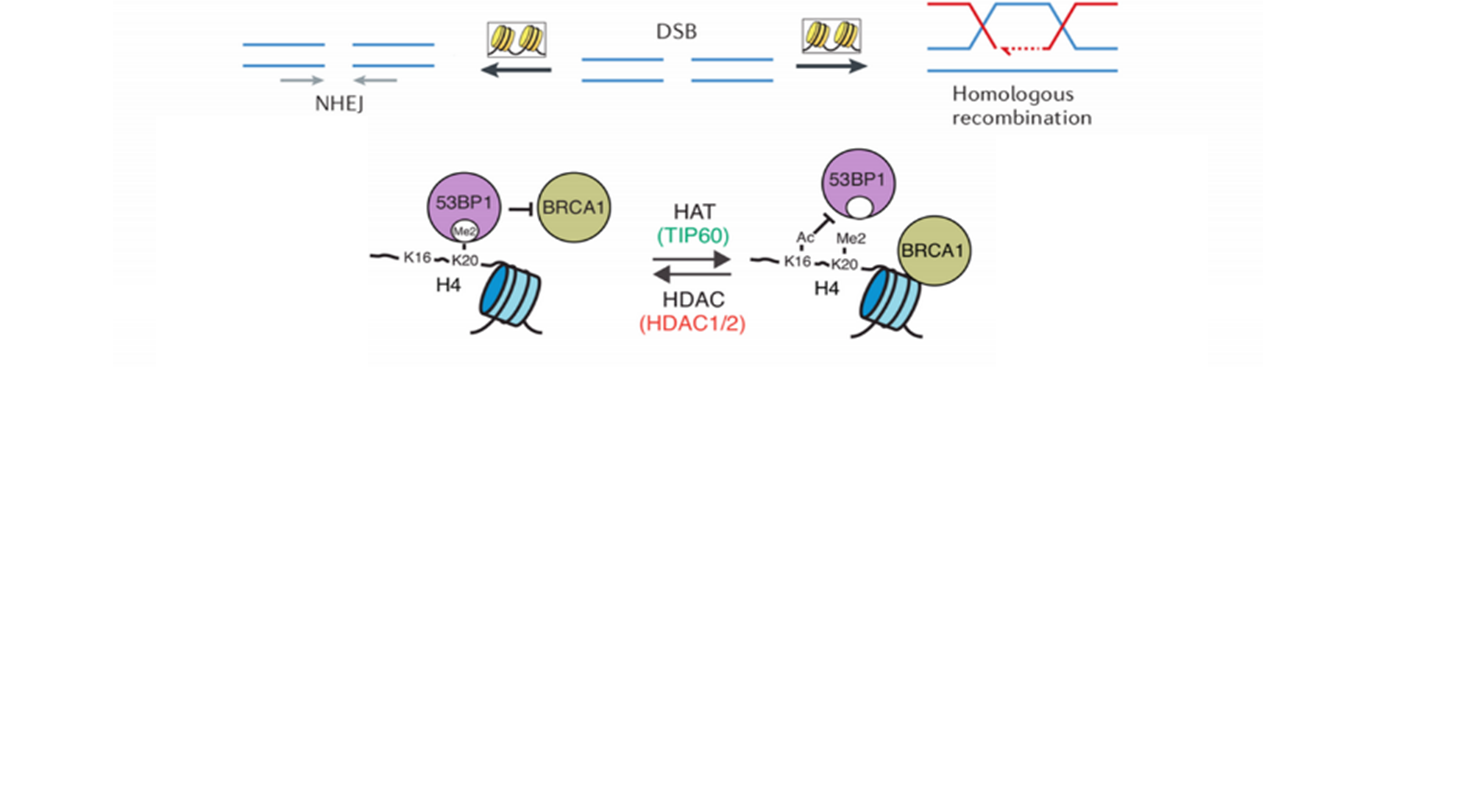 DSB
NHEJ
Homologous
recombination
53BP1
Me2
BRCA1
K16
K20
H4
HAT
(TIP60)
HDAC
(HDAC1/2)
53BP1
Ac
Me2
BRCA1
K16
K20
H4